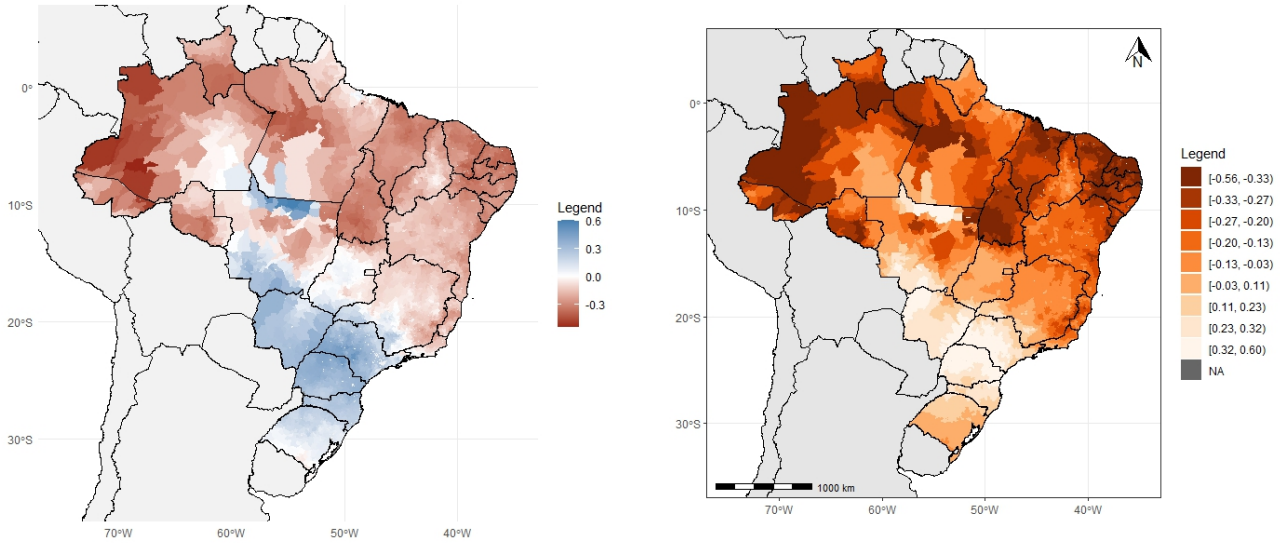 0°
10°S
20°S
30°S
70°W
60°W
50°W
40°W
Legend
0.6
0.3
0.0
-0.3
N
0°
10°S
20°S
30°S
1000 km
70°W
60°W
50°W
40°W
Legend
[-0.56, -0.33)
[-0.33, -0.27)
[-0.27, -0.20)
[-0.20, -0.13)
[-0.13, -0.03)
[-0.03, 0.11)
[0.11, 0.23)
[0.23, 0.32)
[0.32, 0.60)
NA